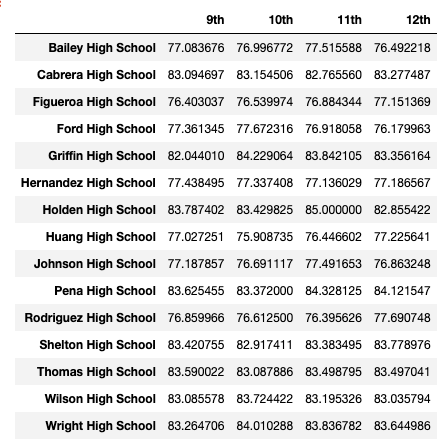 9th 10th 11th 12th
Bailey High School 77.083676 76.996772 77.515588 76.492218
Cabrera High School 83.094697 83.154506 82.765560 83.277487
Figueroa High School 76.403037 76.539974 76.884344 77.151369
Ford High School 77.361345 77.672316 76.918058 76.179963
Griffin High School 82.044010 84.229064 83.842105 83.356164
Hernandez High School 77.438495 77.337408 77.136029 77.186567
Holden High School 83.787402 83.429825 85.000000 82.855422
Huang High School 77.027251 75.908735 76.446602 77.225641
Johnson High School 77.187857 76.691117 77.491653 76.863248
Pena High School 83.625455 83.372000 84.328125 84.121547
Rodriguez High School 76.859966 76.612500 76.395626 77.690748
Shelton High School 83.420755 82.917411 83.383495 83.778976
Thomas High School 83.590022 83.087886 83.498795 83.497041
Wilson High School 83.085578 83.724422 83.195326 83.035794
Wright High School 83.264706 84.010288 83.836782 83.644986